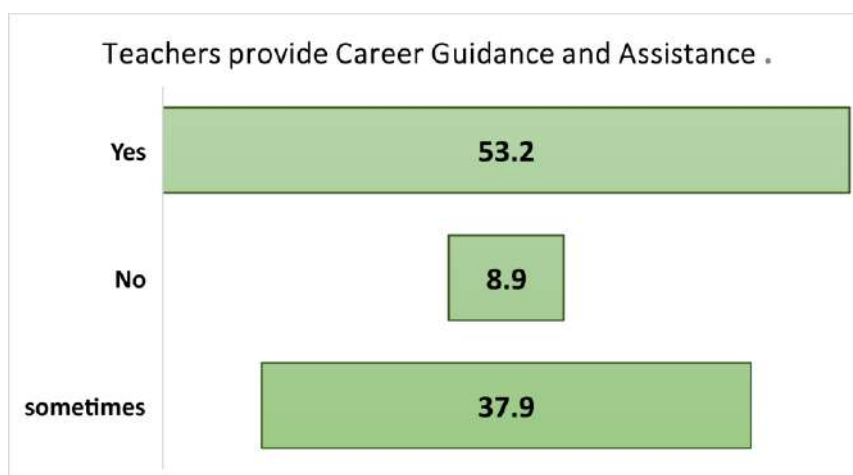 Teachers provide Career Guidance and Assistance .
Yes
53.2
No
8.9
sometimes
37.9